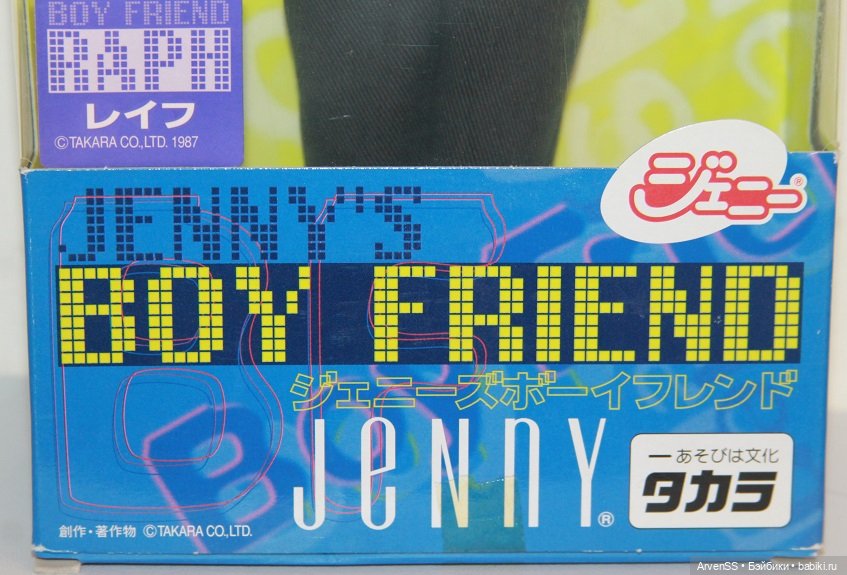 BOY FRIEND
RAPH
レイフ
©TAKARA CO.,LTD. 1987
ジェニー®
JENNY'S
BOY FRIEND
ジェニーズボーイフレンド
JeNNY®
ーあそびは文化
タカラ
創作・著作物 ©TAKARA CO.,LTD.
ArvenSS • Бэйбики • babiki.ru